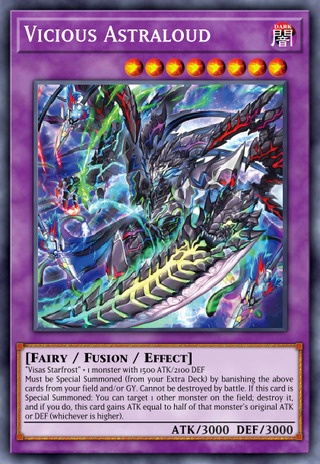 Vicious Astraloud
DARK
闇
[Fairy / Fusion / Effect]
"Visas Starfrost" + 1 monster with 1500 ATK/2100 DEF
Must be Special Summoned (from your Extra Deck) by banishing the above
cards from your field and/or GY. Cannot be destroyed by battle. If this card is
Special Summoned: You can target 1 other monster on the field; destroy it,
and if you do, this card gains ATK equal to half of that monster's original ATK
or DEF (whichever is higher).
ATK/3000 DEF/3000